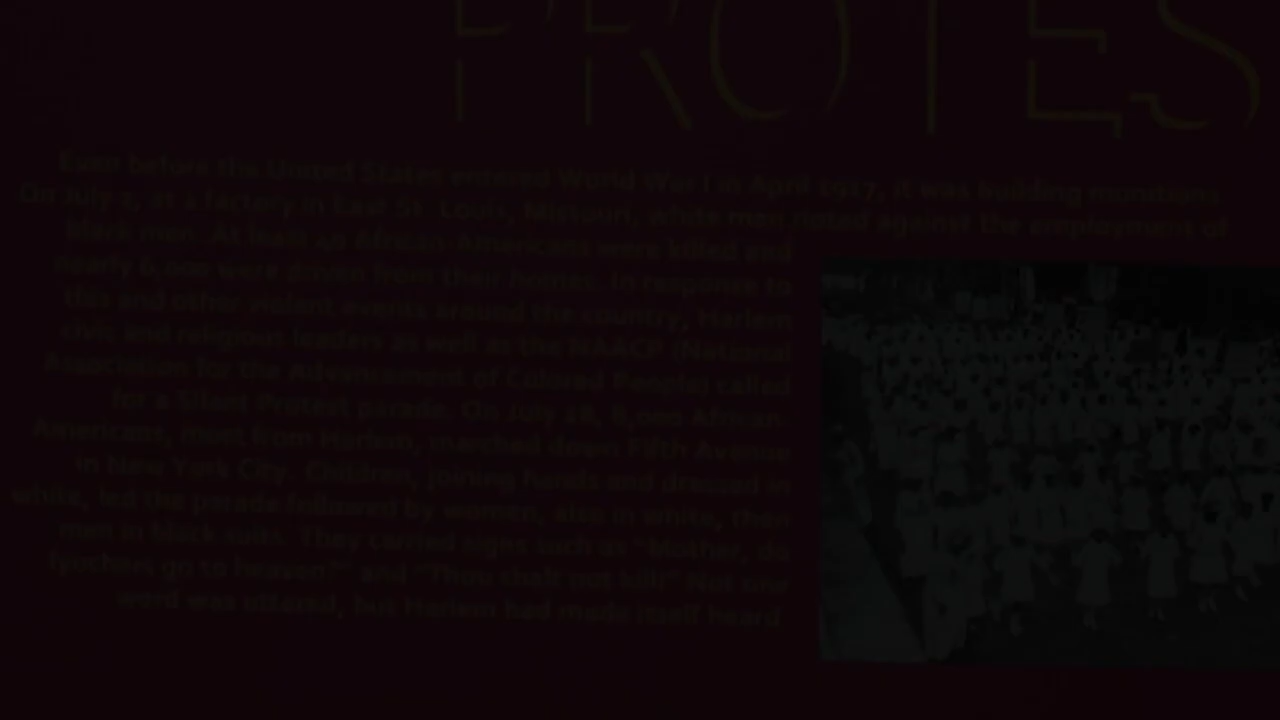 PROTES
Even before the United States entered World War I in April 1917, it was building munitions
On July 2, at a factory in East St. Louis, Missouri, white men rioted against the employment of
black men. At least 40 African-Americans were killed and
nearly 6,000 were driven from their homes. In response to
this and other violent events around the country, Harlem
civic and religious leaders as well as the NAACP (National
Association for the Advancement of Colored People) called
for a Silent Protest parade. On July 28, 8,000 African-
Americans, most from Harlem, marched down Fifth Avenue
in New York City. Children, joining hands and dressed in
white, led the parade followed by women, also in white, then
men in black suits. They carried signs such as "Mother, do
lynchers go to heaven?" and "Thou shalt not kill!" Not one
word was uttered, but Harlem had made itself heard.